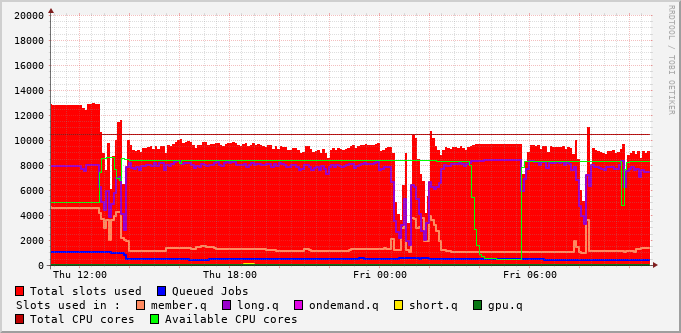 20000
18000
16000
14000
12000
10000
8000
6000
4000
2000
0
Thu 12:00 Thu 18:00 Fri 00:00 Fri 06:00
RRDTOOL / TOBI OETIKER
Total slots used Queued Jobs
Slots used in : member.q long.q ondemand.q short.q gpu.q
Total CPU cores Available CPU cores